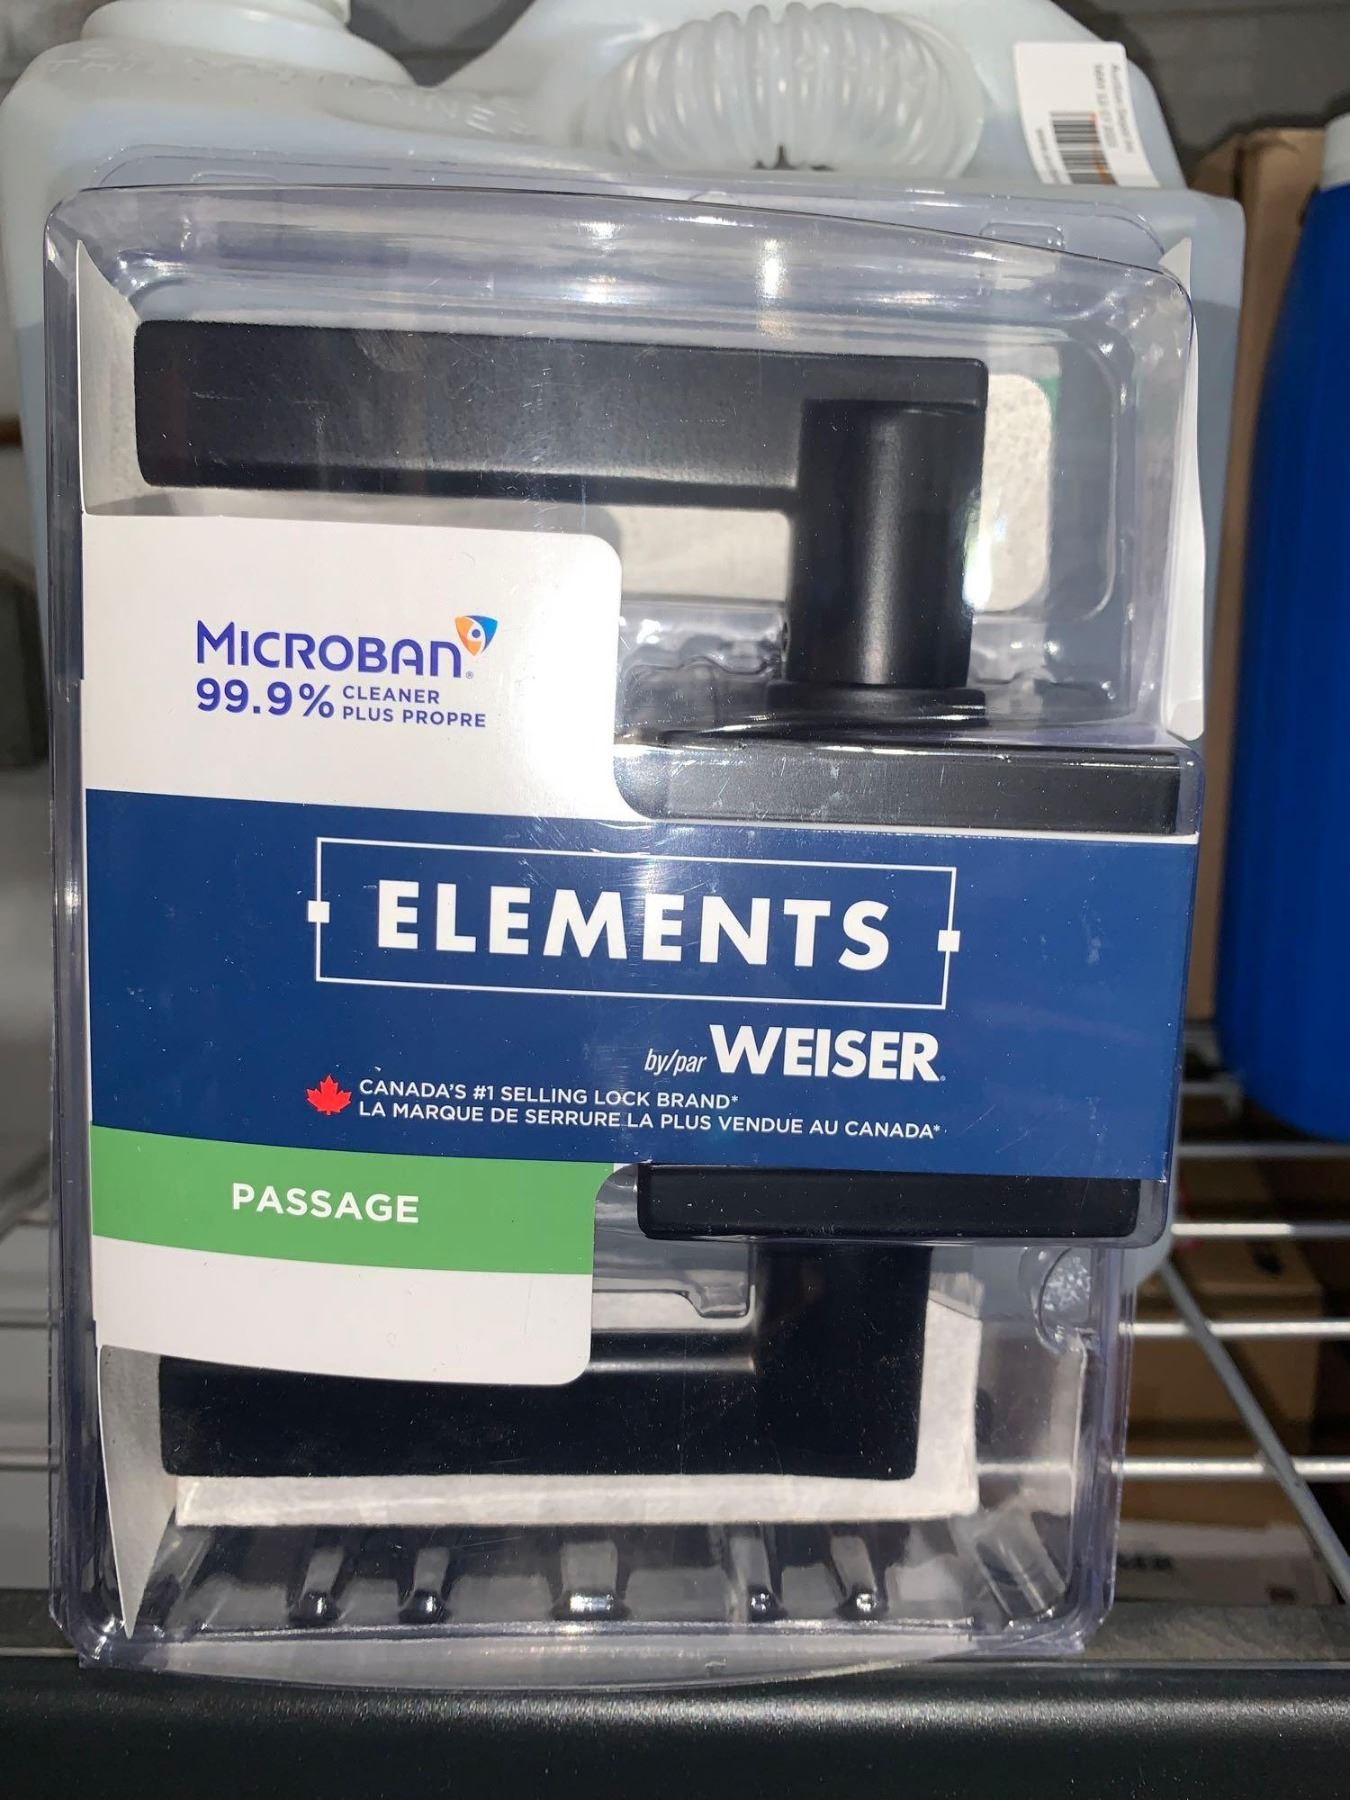 MICROBAN®
99.9% CLEANER
PLUS PROPRE
ELEMENTS
by/par WEISER®
CANADA'S #1 SELLING LOCK BRAND*
LA MARQUE DE SERRURE LA PLUS VENDUE AU CANADA*
PASSAGE